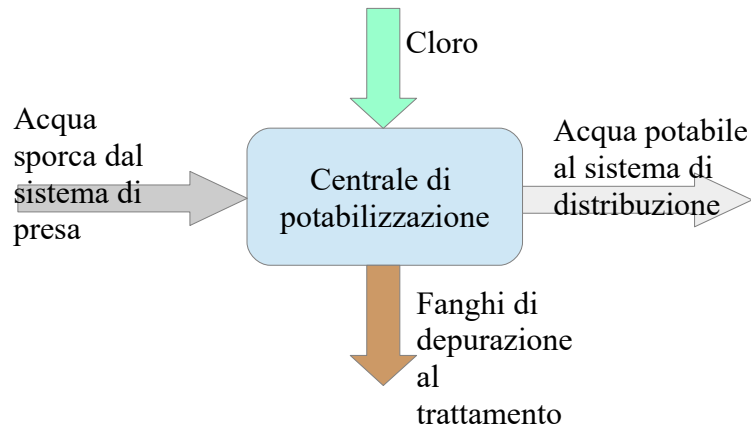 Cloro
Acqua
sporca dal
sistema di
presa
Centrale di
potabilizzazione
Acqua potabile
al sistema di
distribuzione
Fanghi di
depurazione
al
trattamento